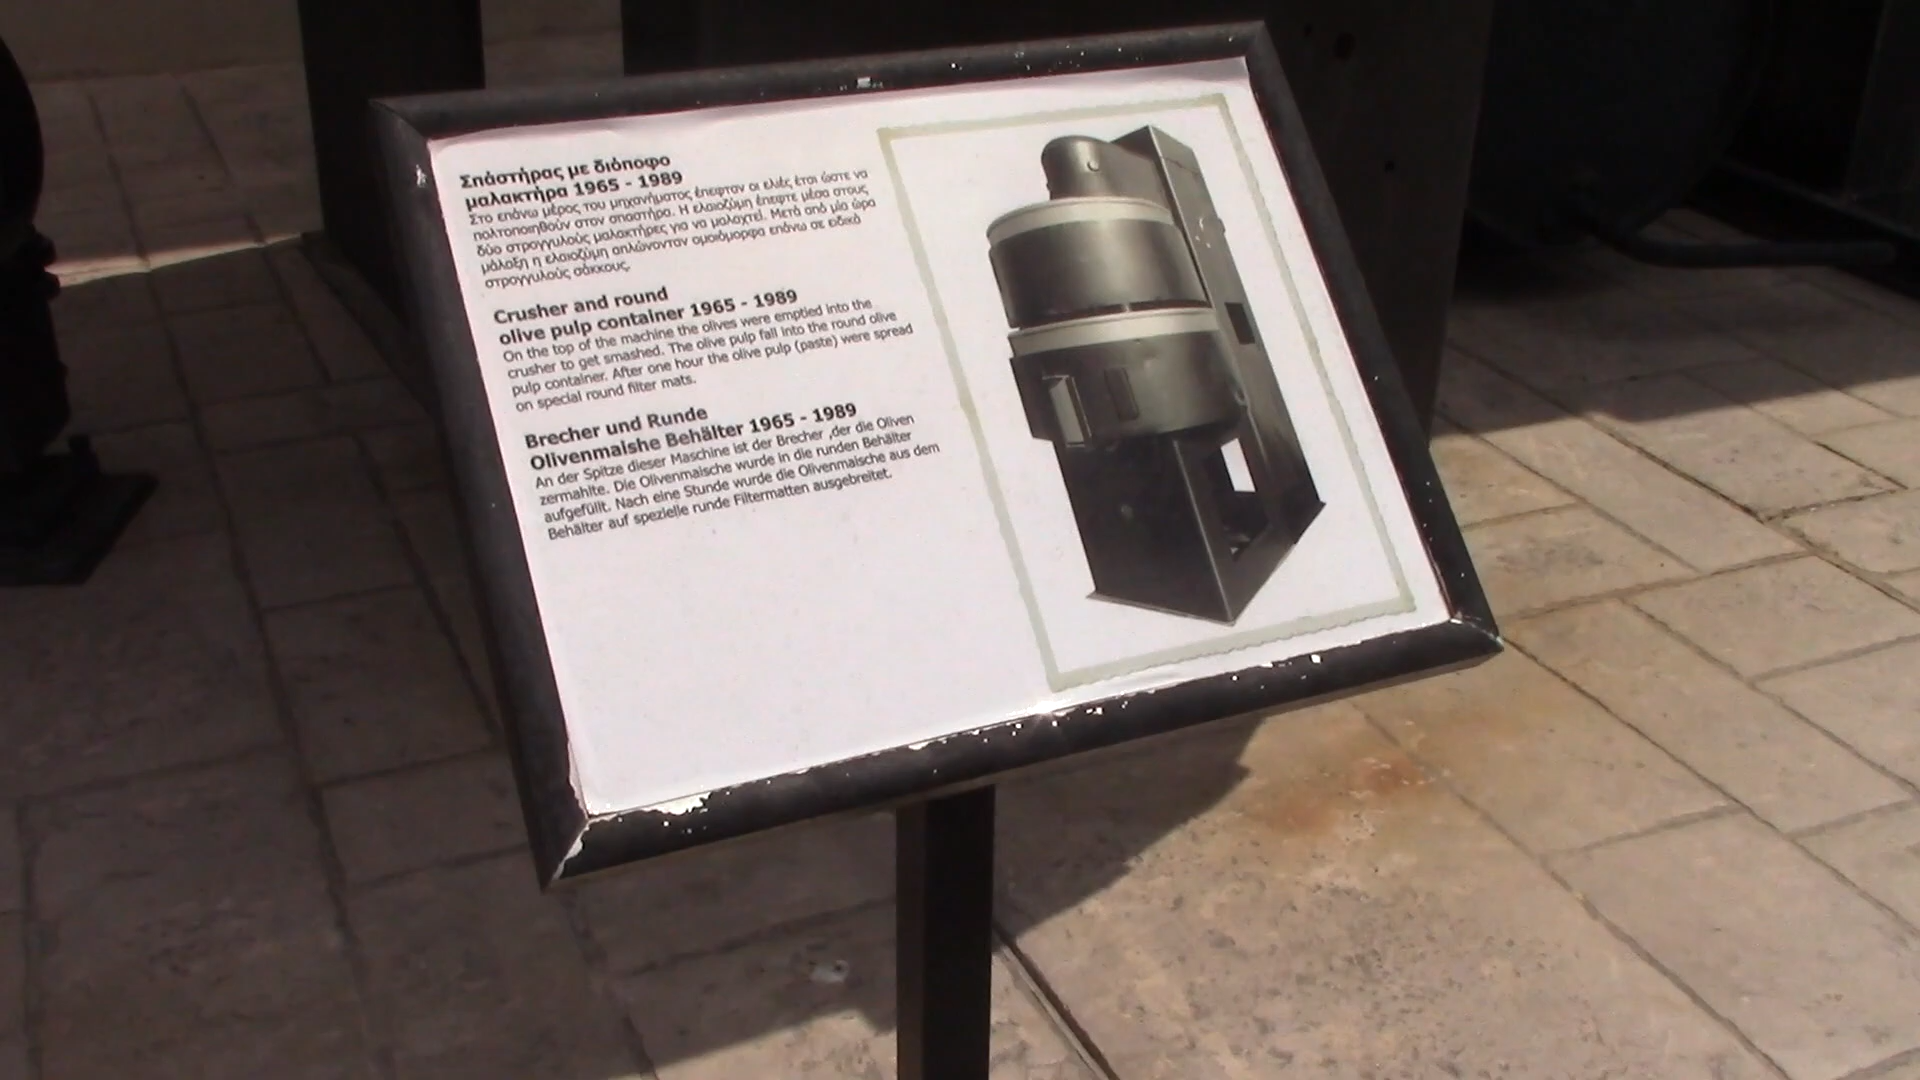 Σπάστήρας με διόποφο
μαλακτήρα 1965 - 1989
Στο επάνω μέρος του μηχανήματος έπεφταν οι ελιές έτσι ώστε να
πολτοποιηθούν στον σπαστήρα. Η ελαιοζύμη έπεφτε μέσα στους
δύο στρογγυλούς μαλακτήρες για να μαλαχτεί. Μετά από μία ώρα
μάλαξη η ελαιοζύμη απλώνονταν ομοιόμορφα επάνω σε ειδικά
στρογγυλούς σάκκους.
Crusher and round
olive pulp container 1965 - 1989
On the top of the machine the olives were emptied into the
crusher to get smashed. The olive pulp fall into the round olive
pulp container. After one hour the olive pulp (paste) were spread
on special round filter mats.
Brecher und Runde
Olivenmaishe Behälter 1965 - 1989
An der Spitze dieser Maschine ist der Brecher ,der die Oliven
zermahlte. Die Olivenmaische wurde in die runden Behälter
aufgefüllt. Nach eine Stunde wurde die Olivenmaische aus dem
Behälter auf spezielle runde Filtermatten ausgebreitet.